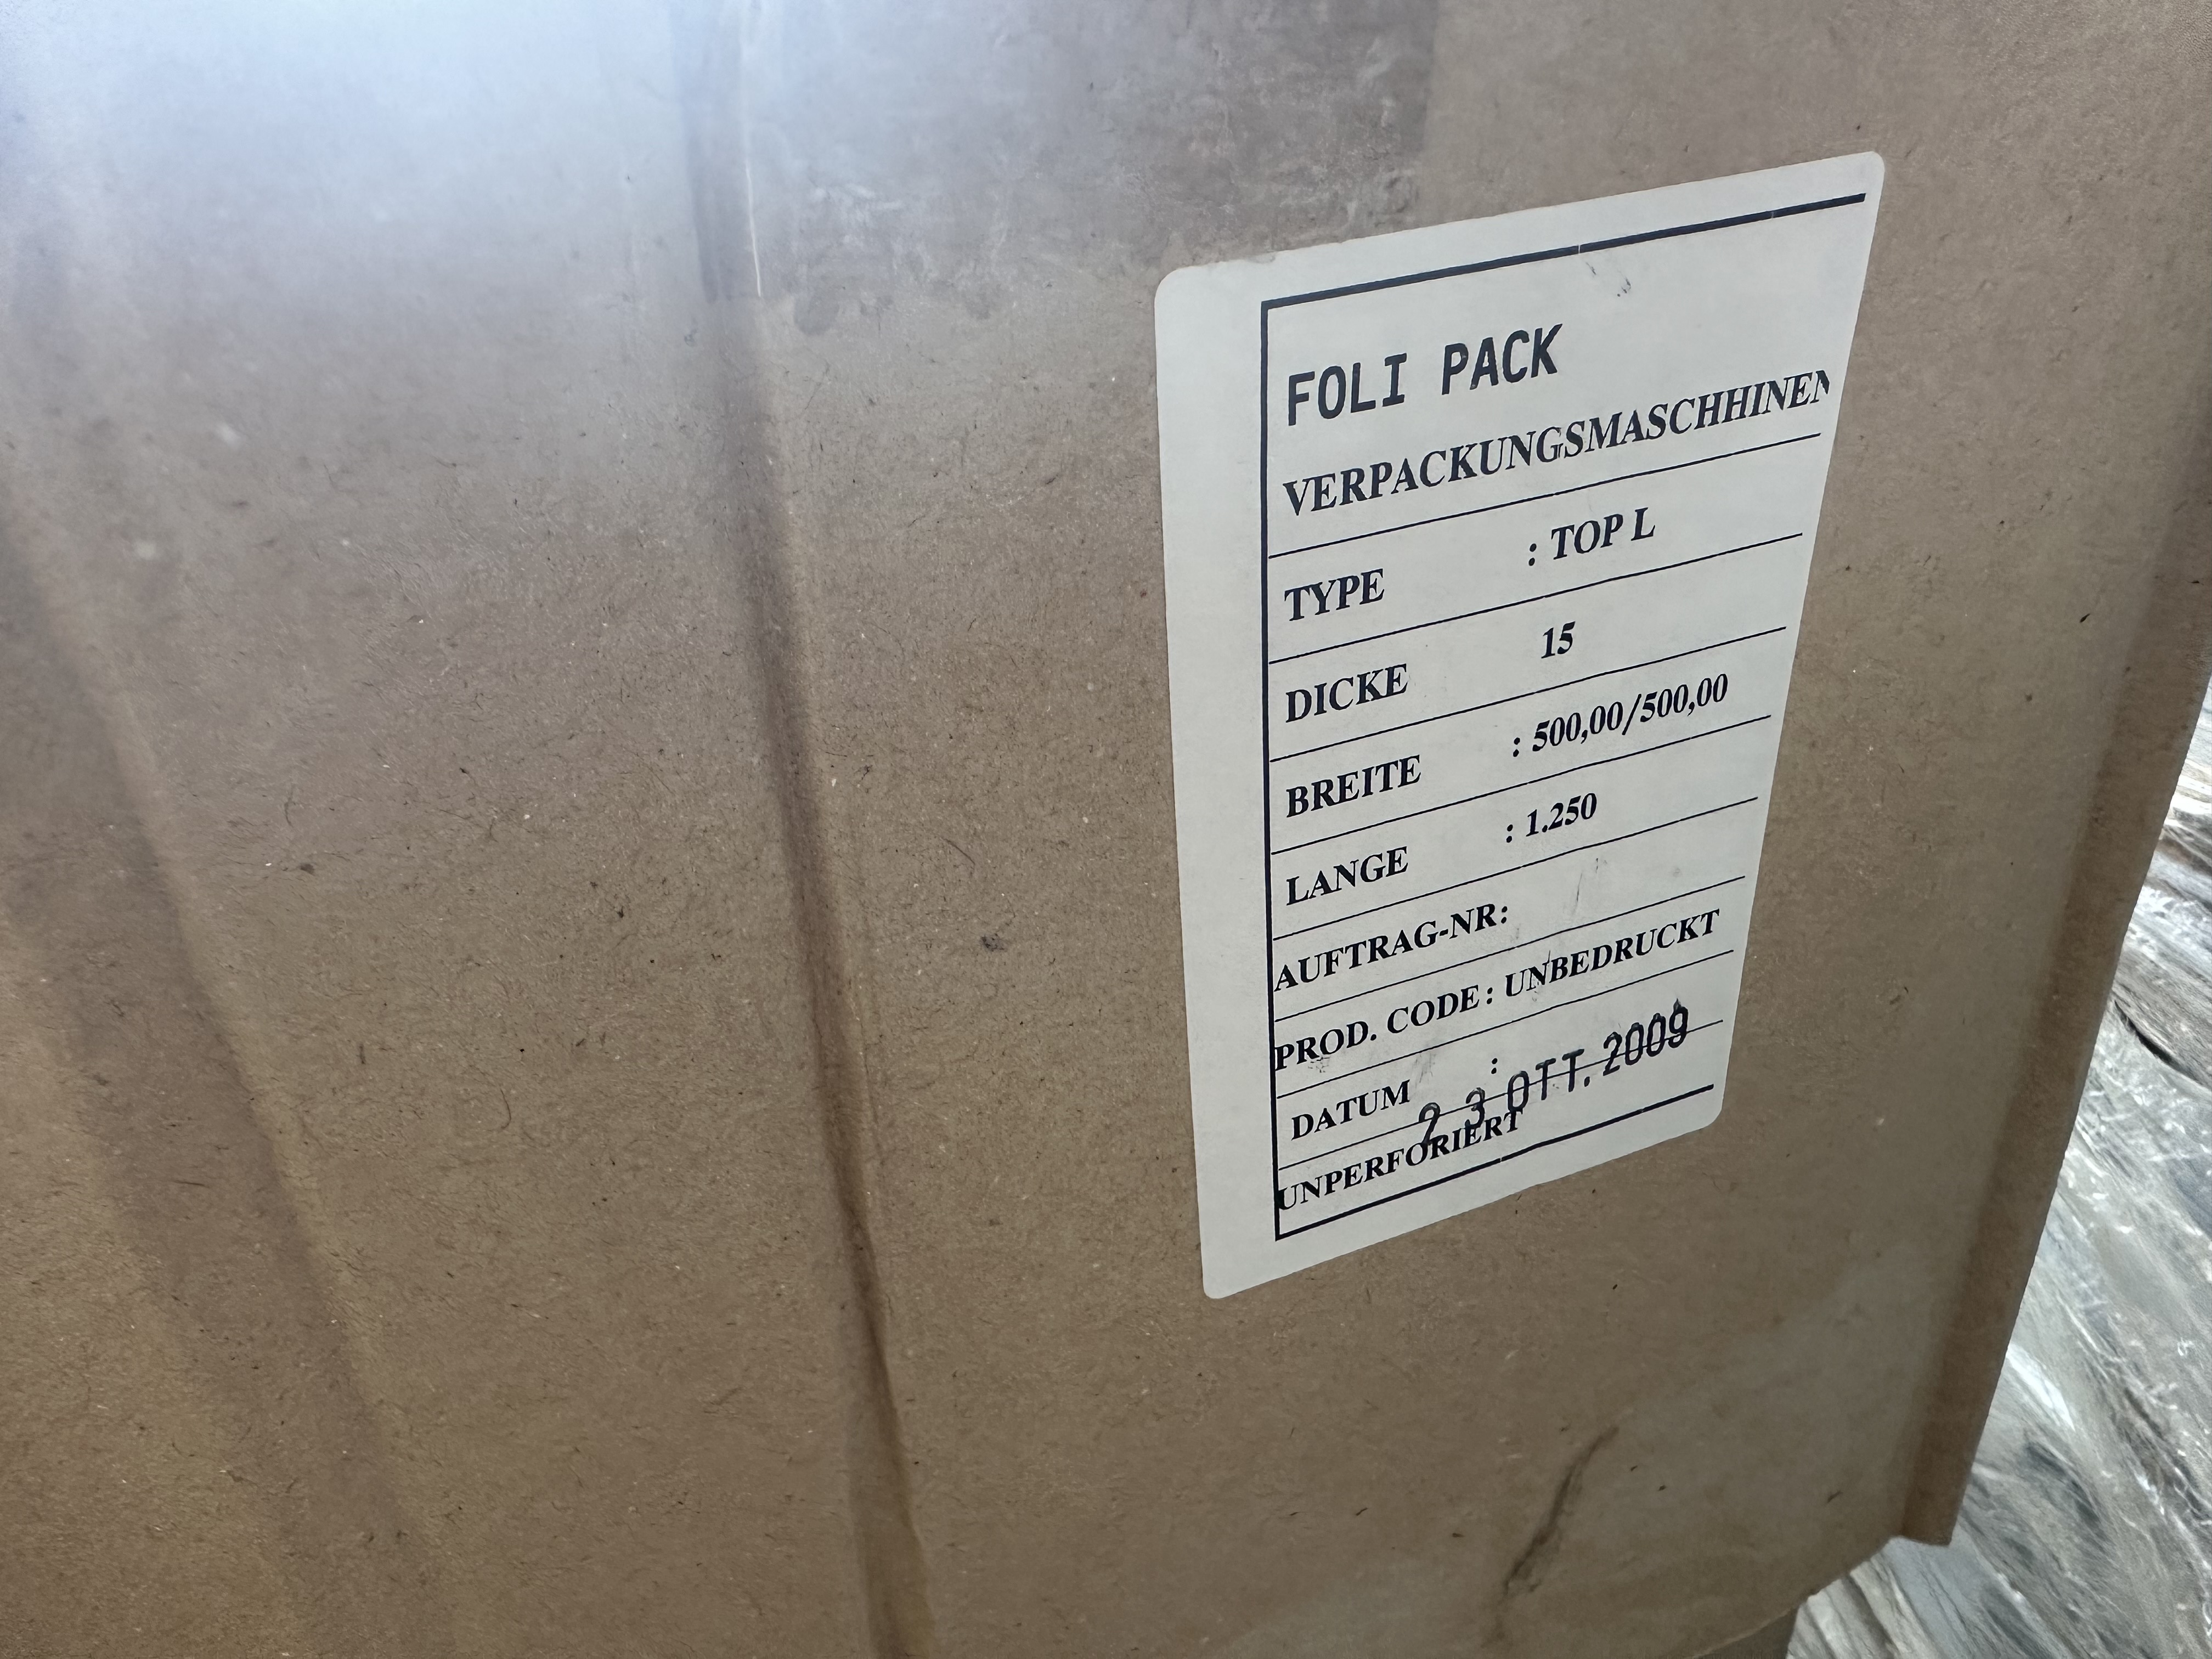 FOLI PACK
VERPACKUNGSMASCHHINEN
TYPE : TOP L
DICKE 15
BREITE : 500,00/500,00
LANGE : 1.250
AUFTRAG-NR:
PROD. CODE: UNBEDRUCKT
DATUM : 23 OTT. 2009
UNPERFORIERT